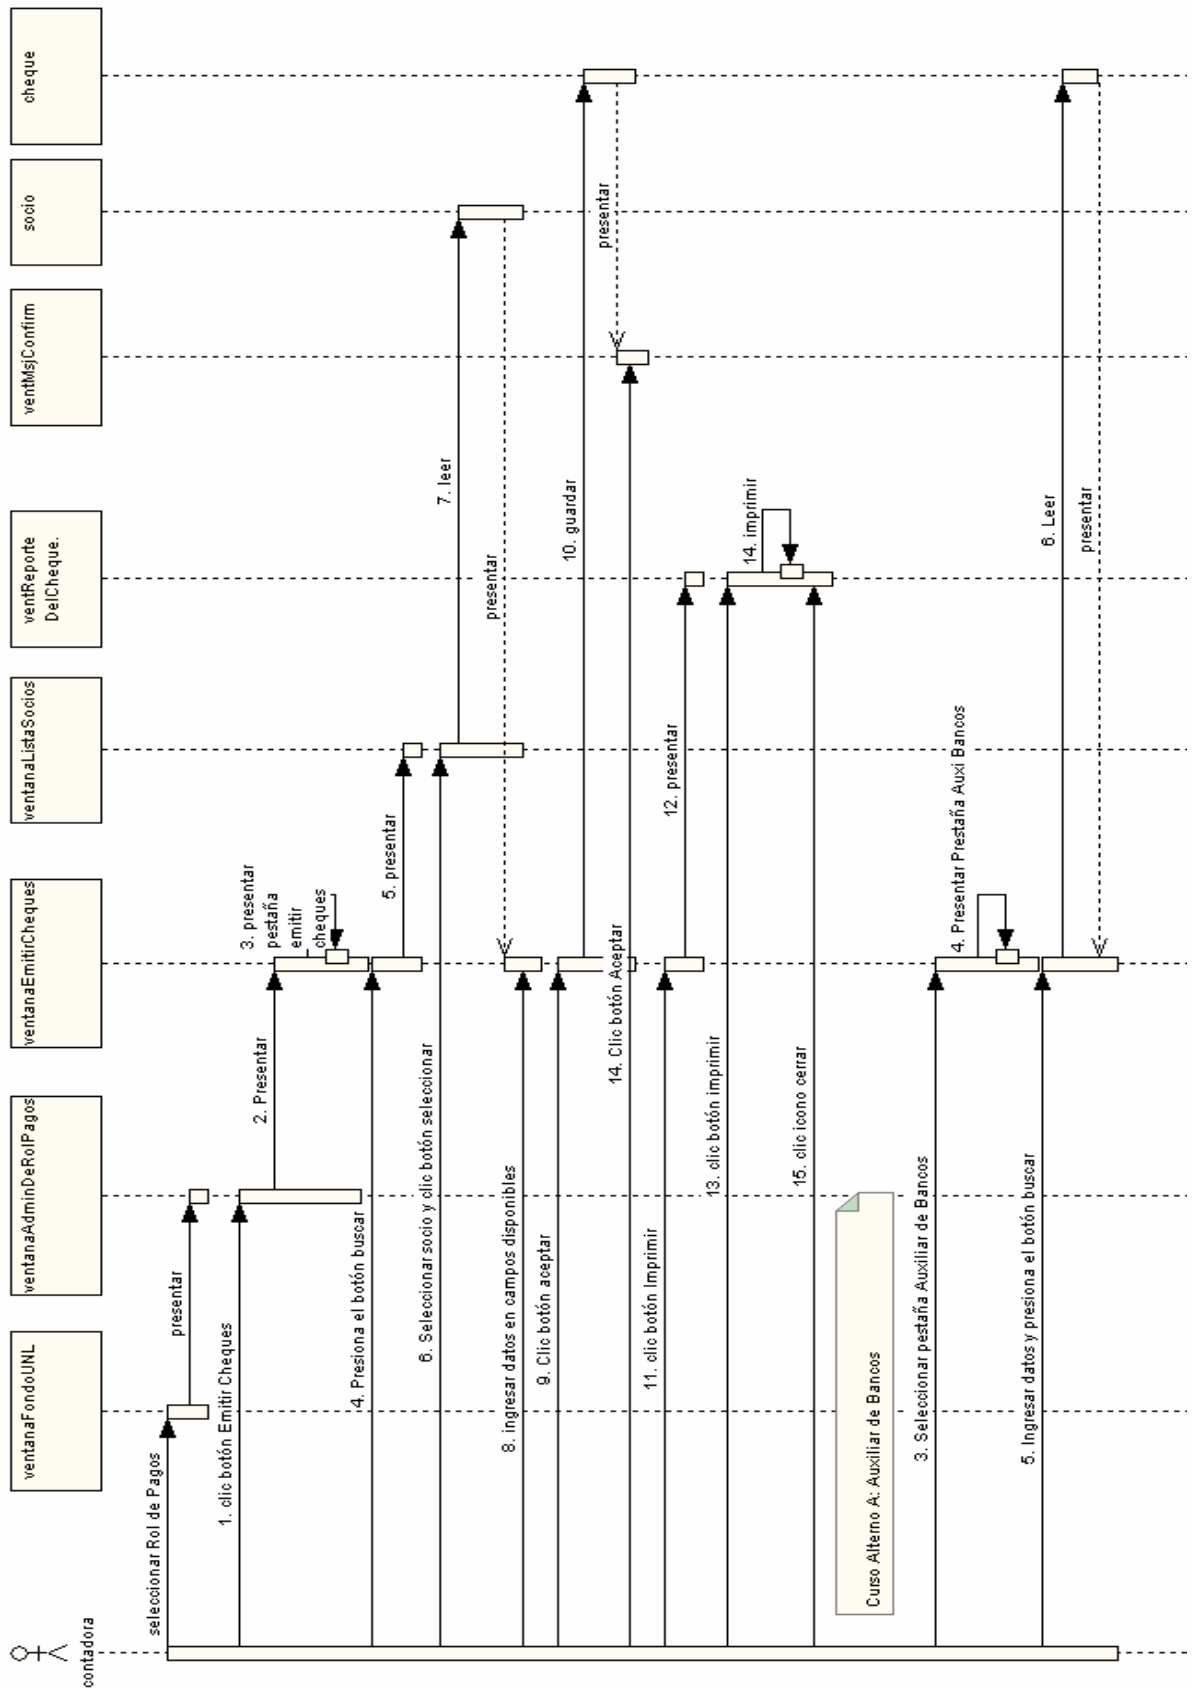 contadora
ventanaFondoUNL
ventanaAdminDeRolPagos
ventanaEmitirCheques
ventanaListaSocios
ventReporte
DelCheque.
ventMsjConfirm
socio
cheque
seleccionar Rol de Pagos
presentar
1. clic botón Emitir Cheques
2. Presentar
3. presentar
pestaña
emitir
cheques
4. Presiona el botón buscar
5. presentar
6. Seleccionar socio y clic botón seleccionar
7. leer
presentar
8. ingresar datos en campos disponibles
9. Clic botón aceptar
10. guardar
presentar
14. Clic botón Aceptar
11. clic botón Imprimir
12. presentar
13. clic botón imprimir
14. imprimir
15. clic icono cerrar
Curso Alterno A: Auxiliar de Bancos
3. Seleccionar pestaña Auxiliar de Bancos
4. Presentar Prestaña Auxi Bancos
5. Ingresar datos y presiona el botón buscar
6. Leer
presentar